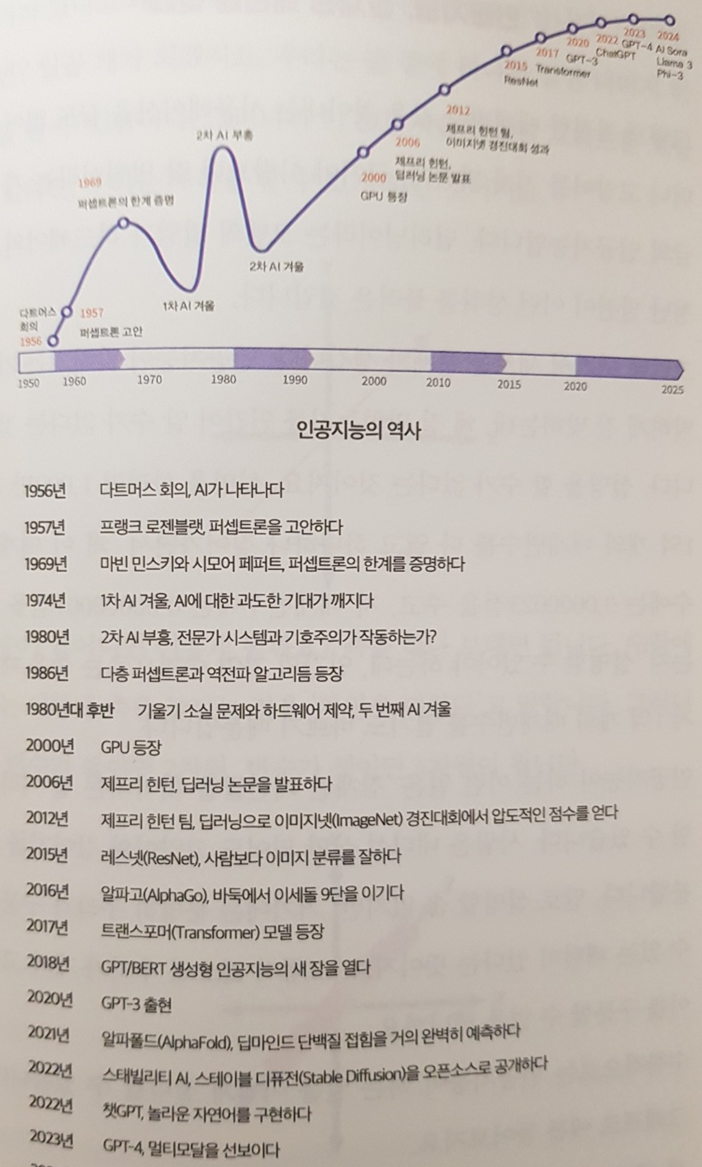 2015
ResNet
2017
Transformer
2020
GPT-3
2022
ChatGPT
2023
GPT-4
2024
AI Sora
Llama 3
Phi-3
2012
제프리 힌턴 팀,
이미지넷 경진대회 성과
2006
제프리 힌턴,
딥러닝 논문 발표
2000
GPU 등장
2차 AI 부흥
1969
퍼셉트론의 한계 증명
2차 AI 겨울
1차 AI 겨울
다트머스
회의
1956
1957
퍼셉트론 고안
1950 1960 1970 1980 1990 2000 2010 2015 2020 2025
인공지능의 역사
1956년 다트머스 회의, AI가 나타나다
1957년 프랭크 로젠블랫, 퍼셉트론을 고안하다
1969년 마빈 민스키와 시모어 페퍼트, 퍼셉트론의 한계를 증명하다
1974년 1차 AI 겨울, AI에 대한 과도한 기대가 깨지다
1980년 2차 AI 부흥, 전문가 시스템과 기호주의가 작동하는가?
1986년 다층 퍼셉트론과 역전파 알고리듬 등장
1980년대 후반 기울기 소실 문제와 하드웨어 제약, 두 번째 AI 겨울
2000년 GPU 등장
2006년 제프리 힌턴, 딥러닝 논문을 발표하다
2012년 제프리 힌턴 팀, 딥러닝으로 이미지넷(ImageNet) 경진대회에서 압도적인 점수를 얻다
2015년 레스넷(ResNet), 사람보다 이미지 분류를 잘하다
2016년 알파고(AlphaGo), 바둑에서 이세돌 9단을 이기다
2017년 트랜스포머(Transformer) 모델 등장
2018년 GPT/BERT 생성형 인공지능의 새 장을 열다
2020년 GPT-3 출현
2021년 알파폴드(AlphaFold), 딥마인드 단백질 접힘을 거의 완벽히 예측하다
2022년 스태빌리티 AI, 스테이블 디퓨전(Stable Diffusion)을 오픈소스로 공개하다
2022년 챗GPT, 놀라운 자연어를 구현하다
2023년 GPT-4, 멀티모달을 선보이다